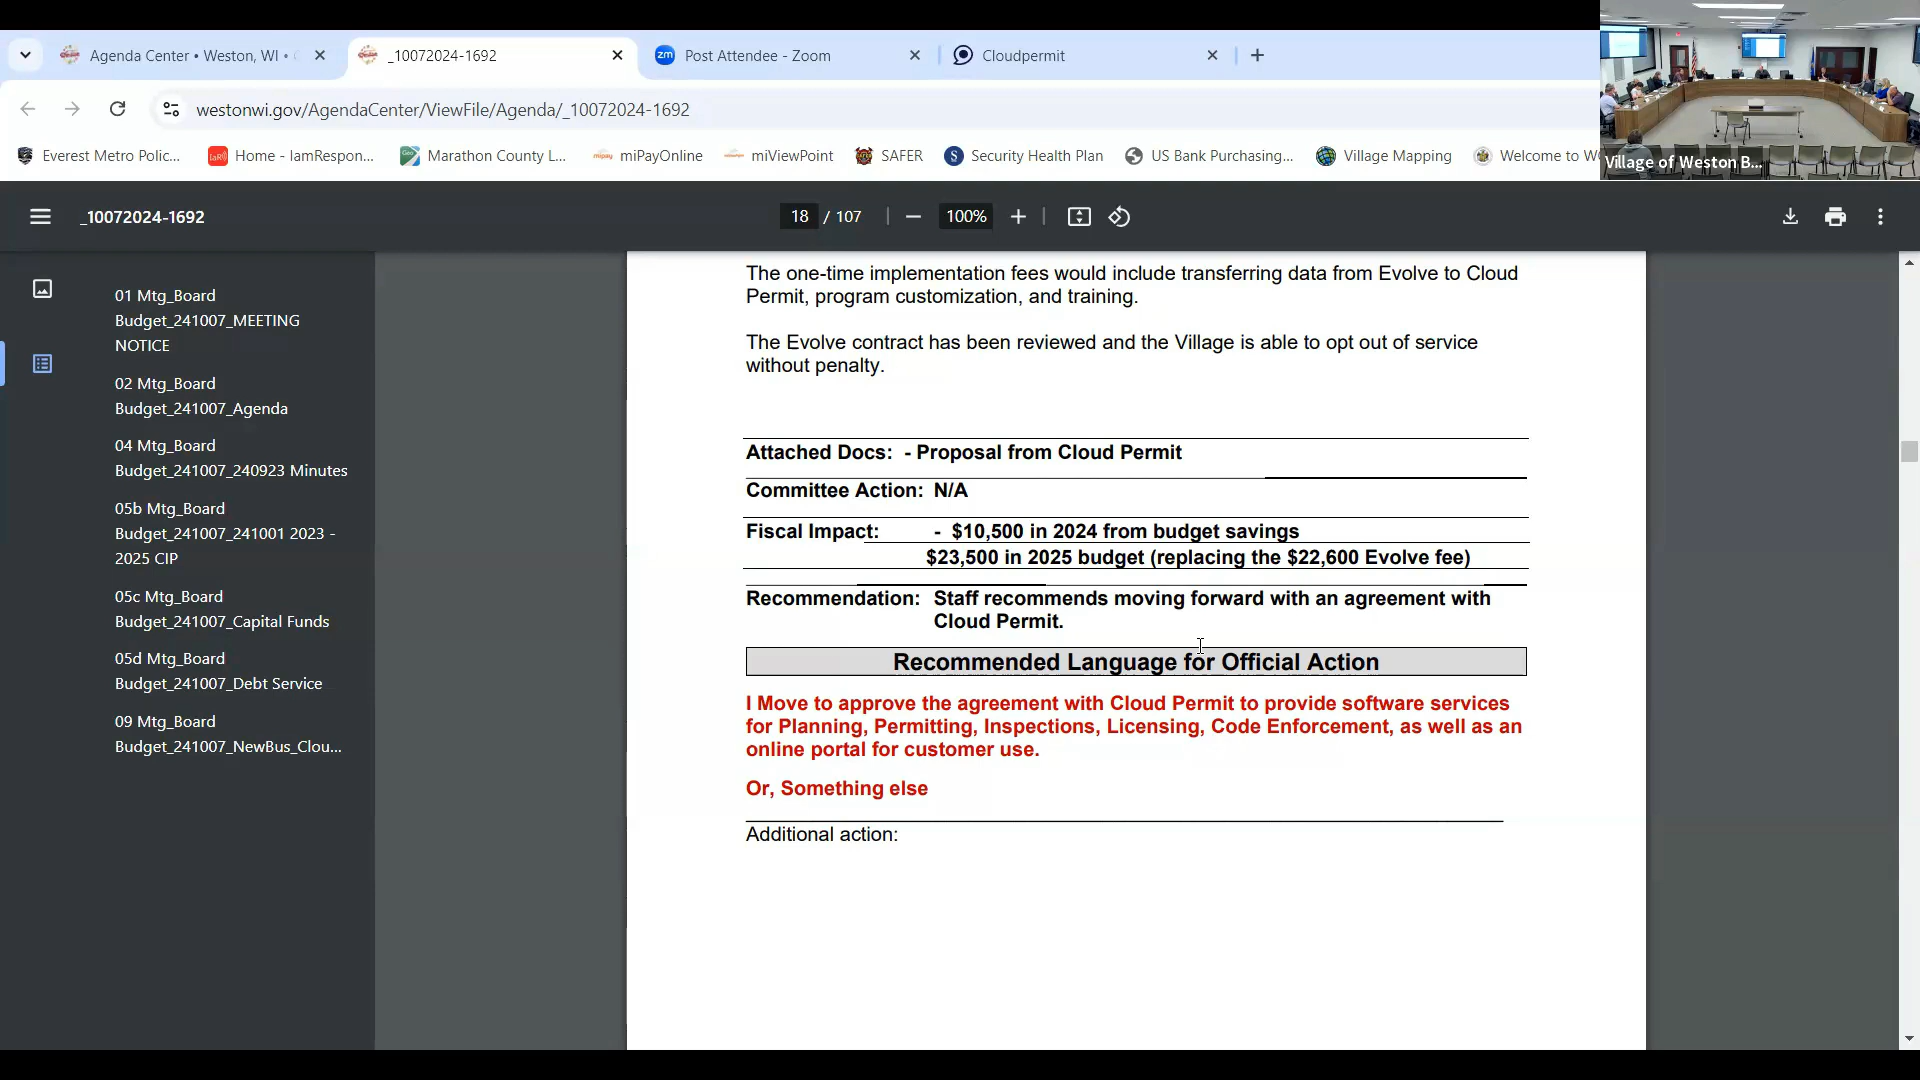 Agenda Center • Weston, WI •
_10072024-1692
Post Attendee - Zoom
Cloudpermit
westonwi.gov/AgendaCenter/ViewFile/Agenda/_10072024-1692
Everest Metro Polic...
Home - IamRespon...
Marathon County L...
miPayOnline
miViewPoint
SAFER
Security Health Plan
US Bank Purchasing...
Village Mapping
Welcome to
Village of Weston B...
_10072024-1692
18 / 107
100%
01 Mtg_Board
Budget_241007_MEETING
NOTICE
02 Mtg_Board
Budget_241007_Agenda
04 Mtg_Board
Budget_241007_240923 Minutes
05b Mtg_Board
Budget_241007_241001 2023 -
2025 CIP
05c Mtg_Board
Budget_241007_Capital Funds
05d Mtg_Board
Budget_241007_Debt Service
09 Mtg_Board
Budget_241007_NewBus_Clou...
The one-time implementation fees would include transferring data from Evolve to Cloud
Permit, program customization, and training.
The Evolve contract has been reviewed and the Village is able to opt out of service
without penalty.
Attached Docs: - Proposal from Cloud Permit
Committee Action: N/A
Fiscal Impact: - $10,500 in 2024 from budget savings
$23,500 in 2025 budget (replacing the $22,600 Evolve fee)
Recommendation: Staff recommends moving forward with an agreement with
Cloud Permit.
Recommended Language for Official Action
I Move to approve the agreement with Cloud Permit to provide software services
for Planning, Permitting, Inspections, Licensing, Code Enforcement, as well as an
online portal for customer use.
Or, Something else
Additional action: